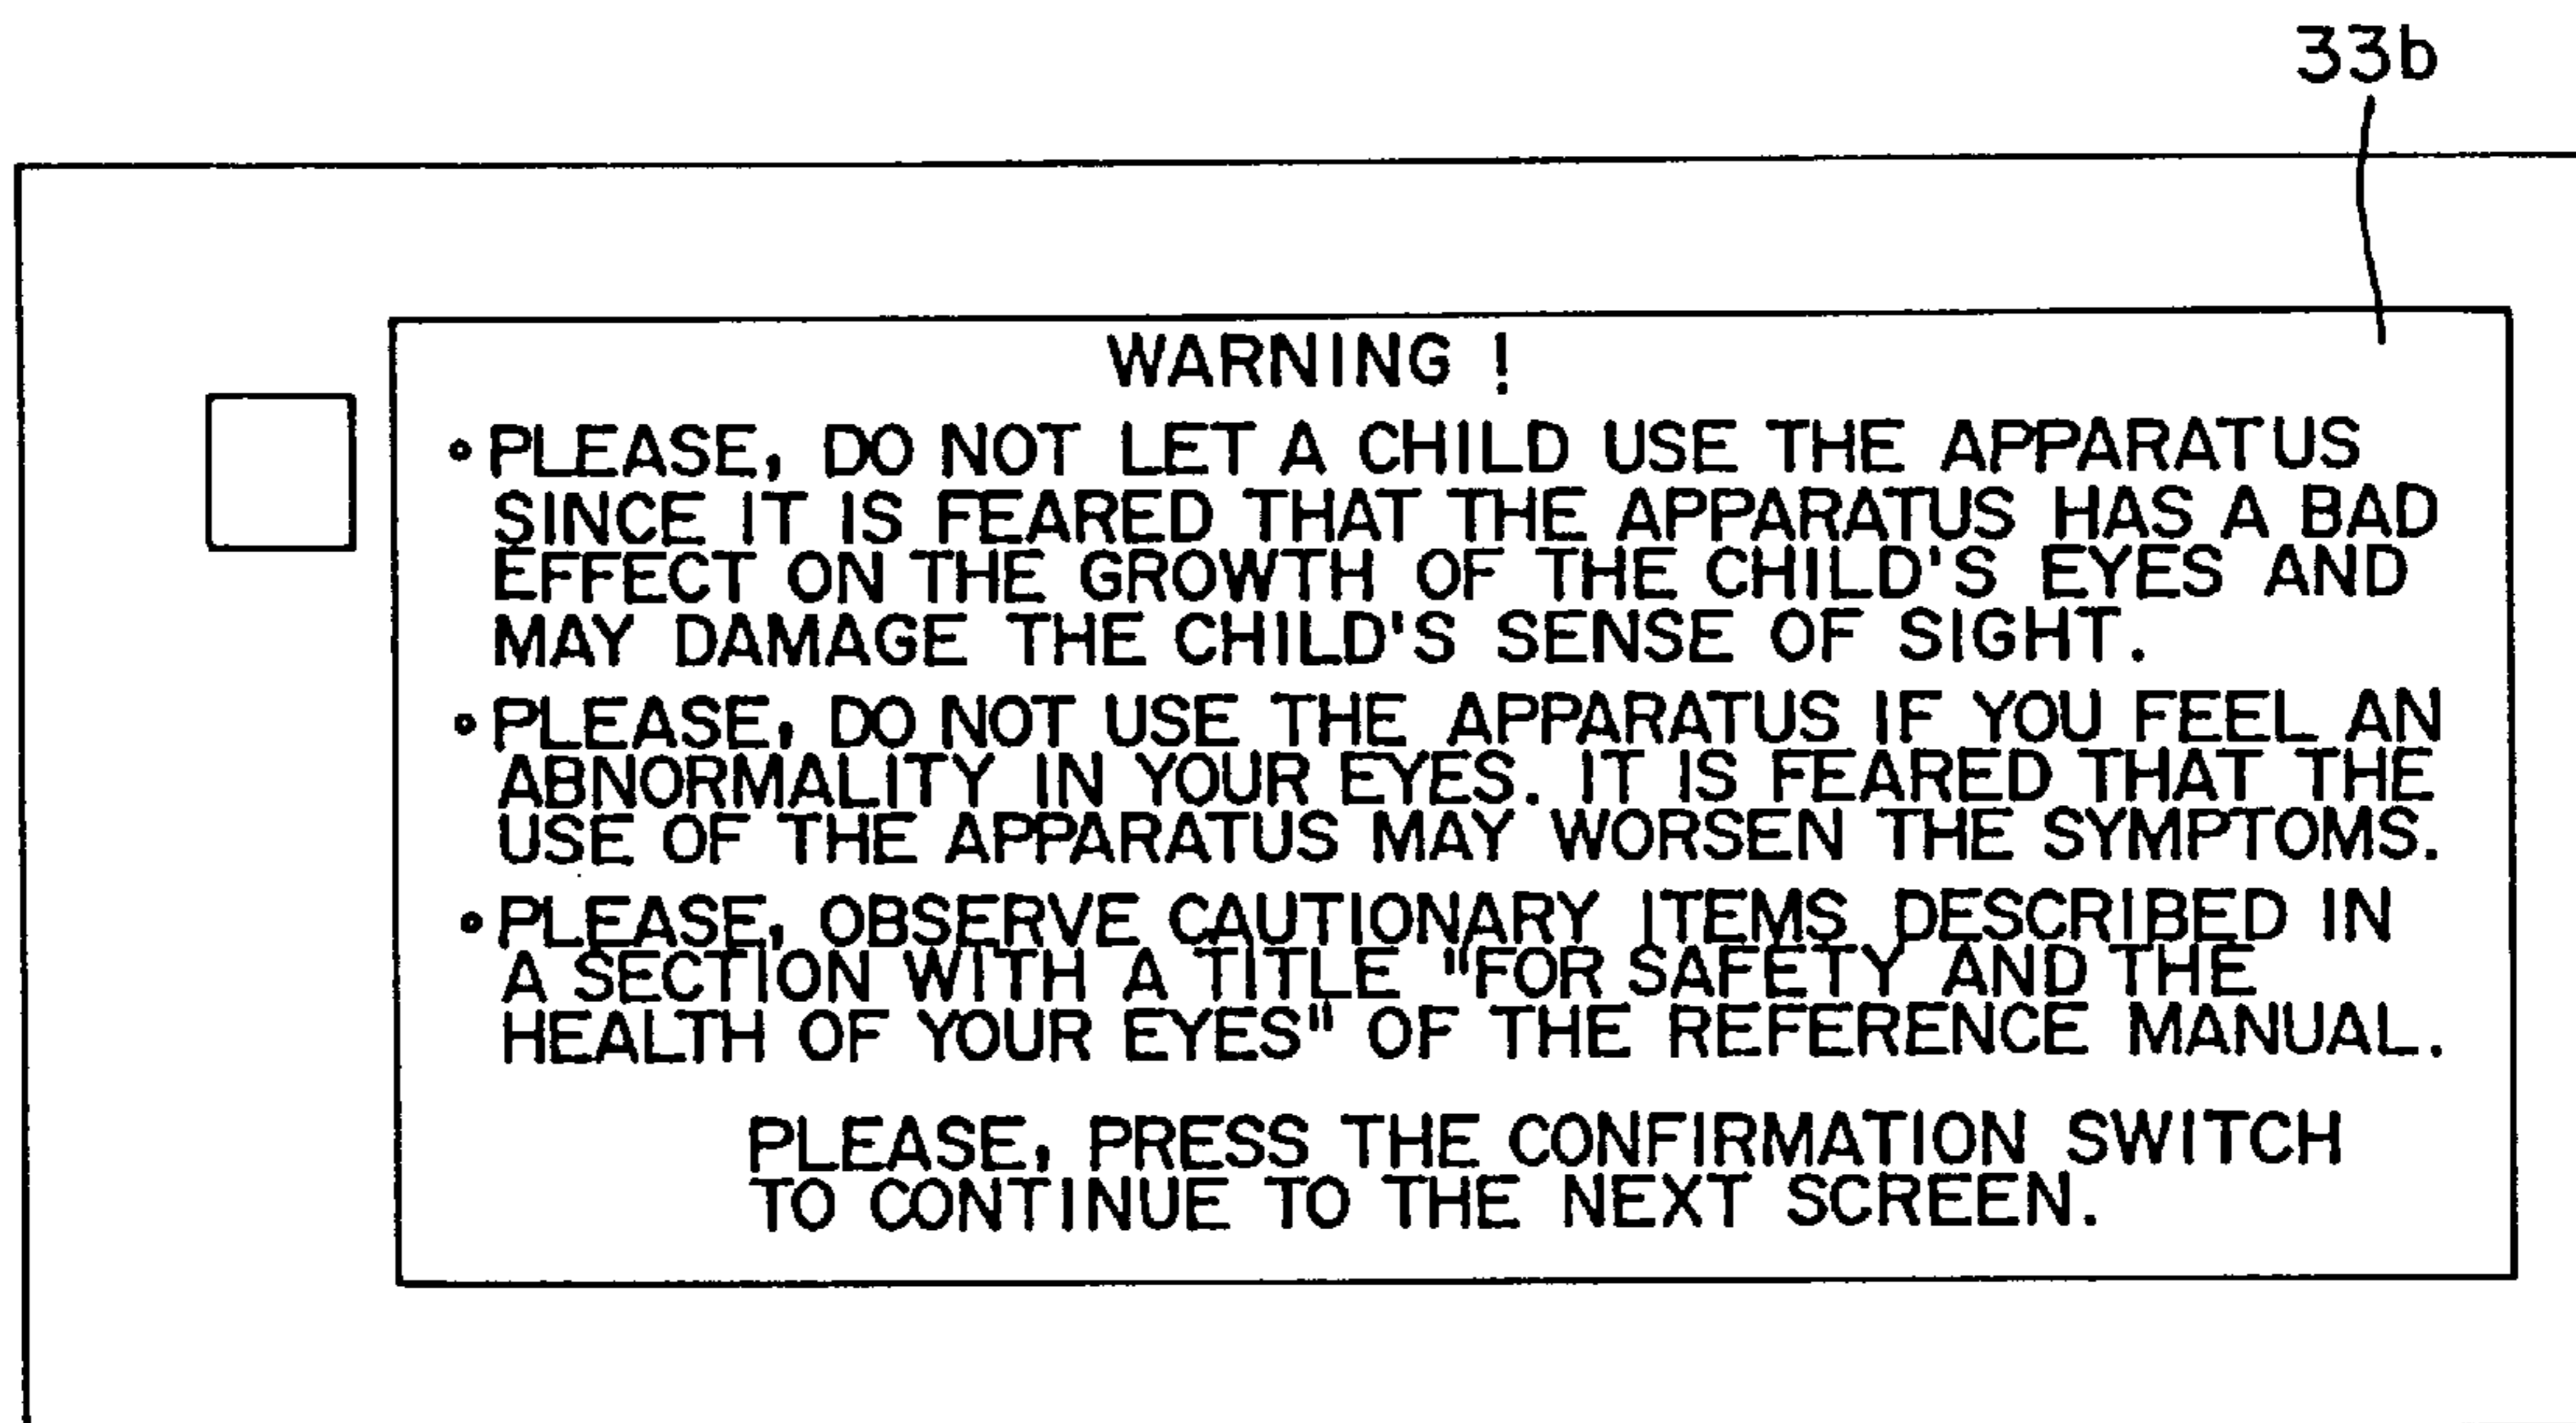 33b
WARNING !
• PLEASE, DO NOT LET A CHILD USE THE APPARATUS
SINCE IT IS FEARED THAT THE APPARATUS HAS A BAD
EFFECT ON THE GROWTH OF THE CHILD'S EYES AND
MAY DAMAGE THE CHILD'S SENSE OF SIGHT.
• PLEASE, DO NOT USE THE APPARATUS IF YOU FEEL AN
ABNORMALITY IN YOUR EYES. IT IS FEARED THAT THE
USE OF THE APPARATUS MAY WORSEN THE SYMPTOMS.
• PLEASE, OBSERVE CAUTIONARY ITEMS DESCRIBED IN
A SECTION WITH A TITLE "FOR SAFETY AND THE
HEALTH OF YOUR EYES" OF THE REFERENCE MANUAL.
PLEASE, PRESS THE CONFIRMATION SWITCH
TO CONTINUE TO THE NEXT SCREEN.